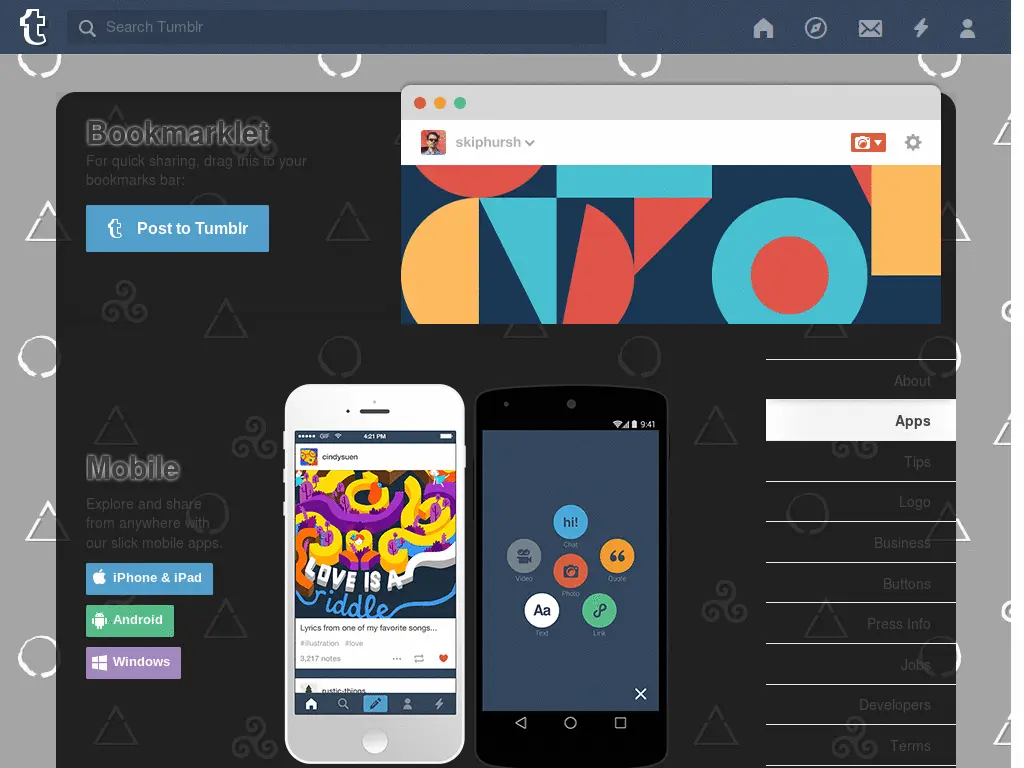 Search Tumblr
Bookmarklet
For quick sharing, drag this to your
bookmarks bar:
Post to Tumblr
skiphursh
About
Apps
Tips
Logo
Business
Buttons
Press Info
Jobs
Developers
Terms
Mobile
Explore and share
from anywhere with
our slick mobile apps.
iPhone & iPad
Android
Windows
GIF
4:21 PM
cindysuen
LOVE IS A
riddle
Lyrics from one of my favorite songs...
#illustration #love
3,217 notes
rustic-things
9:41
hi!
Chat
Video
Quote
Photo
Aa
Text
Link